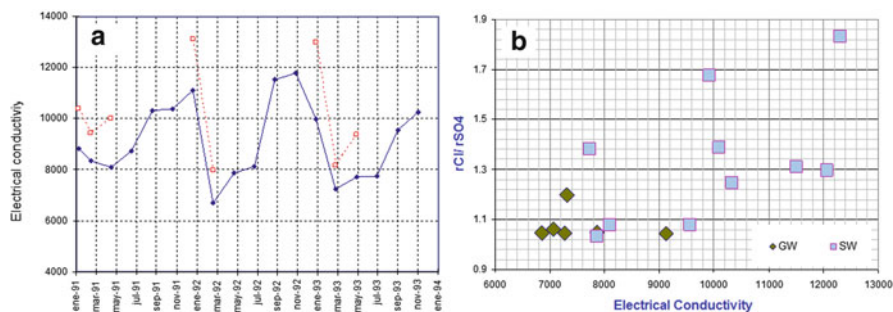 a
Electrical conductivity
14000
12000
10000
8000
6000
4000
ene-91
mar-91
may-91
jul-91
sep-91
nov-91
ene-92
mar-92
may-92
jul-92
sep-92
nov-92
ene-93
mar-93
may-93
jul-93
sep-93
nov-93
ene-94
b
rCl/ rSO4
1.9
1.7
1.5
1.3
1.1
0.9
6000 7000 8000 9000 10000 11000 12000 13000
GW SW
Electrical Conductivity